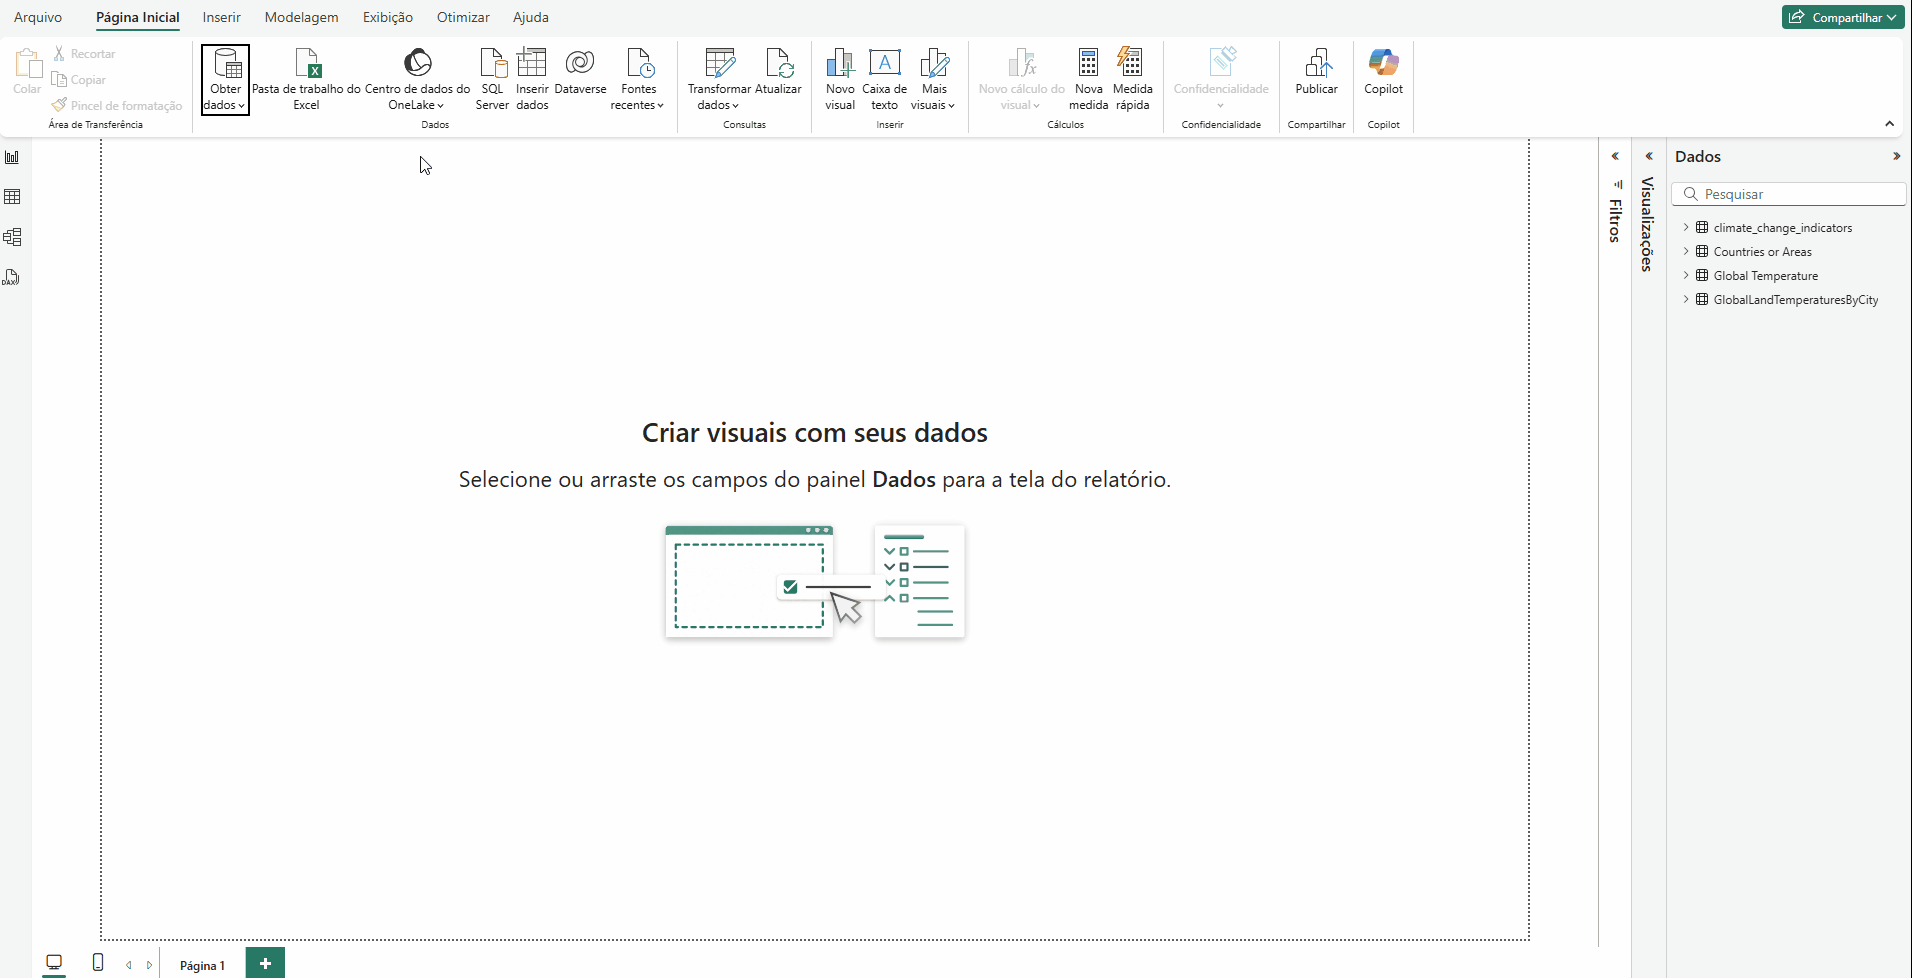 Arquivo Página Inicial Inserir Modelagem Exibição Otimizar Ajuda Compartilhar
Colar
Recortar
Copiar
Pincel de formatação
Área de Transferência
Obter
dados
Pasta de trabalho do
Excel
Centro de dados do
OneLake
SQL
Server
Inserir
dados
Dataverse
Fontes
recentes
Dados
Transformar
dados
Atualizar
Consultas
Novo
visual
Caixa de
texto
Mais
visuais
Inserir
Novo cálculo do
visual
Nova
medida
Medida
rápida
Cálculos
Confidencialidade
Confidencialidade
Publicar
Compartilhar
Copilot
Copilot
DAX
Criar visuais com seus dados
Selecione ou arraste os campos do painel Dados para a tela do relatório.
Filtros
Visualizações
Dados
Pesquisar
climate_change_indicators
Countries or Areas
Global Temperature
GlobalLandTemperaturesByCity
Página 1